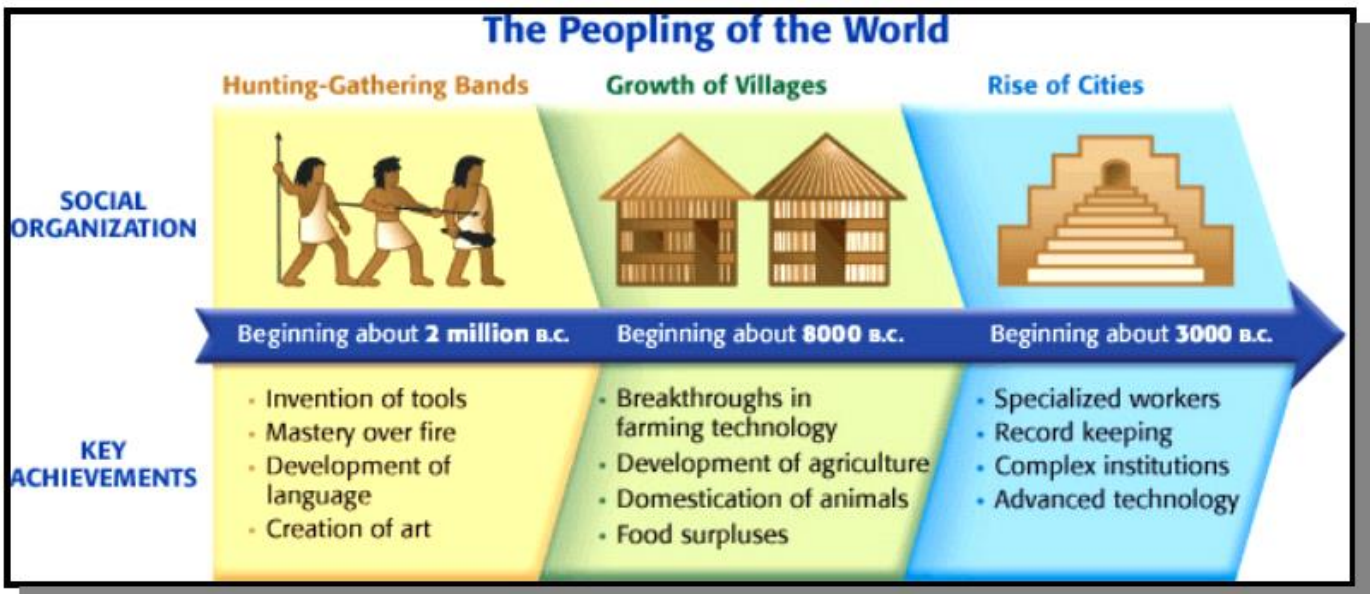 The Peopling of the World
Hunting-Gathering Bands
Growth of Villages
Rise of Cities
SOCIAL
ORGANIZATION
Beginning about 2 million B.C.
Beginning about 8000 B.C.
Beginning about 3000 B.C.
KEY
ACHIEVEMENTS
• Invention of tools
• Mastery over fire
• Development of
language
• Creation of art
• Breakthroughs in
farming technology
• Development of agriculture
• Domestication of animals
• Food surpluses
• Specialized workers
• Record keeping
• Complex institutions
• Advanced technology